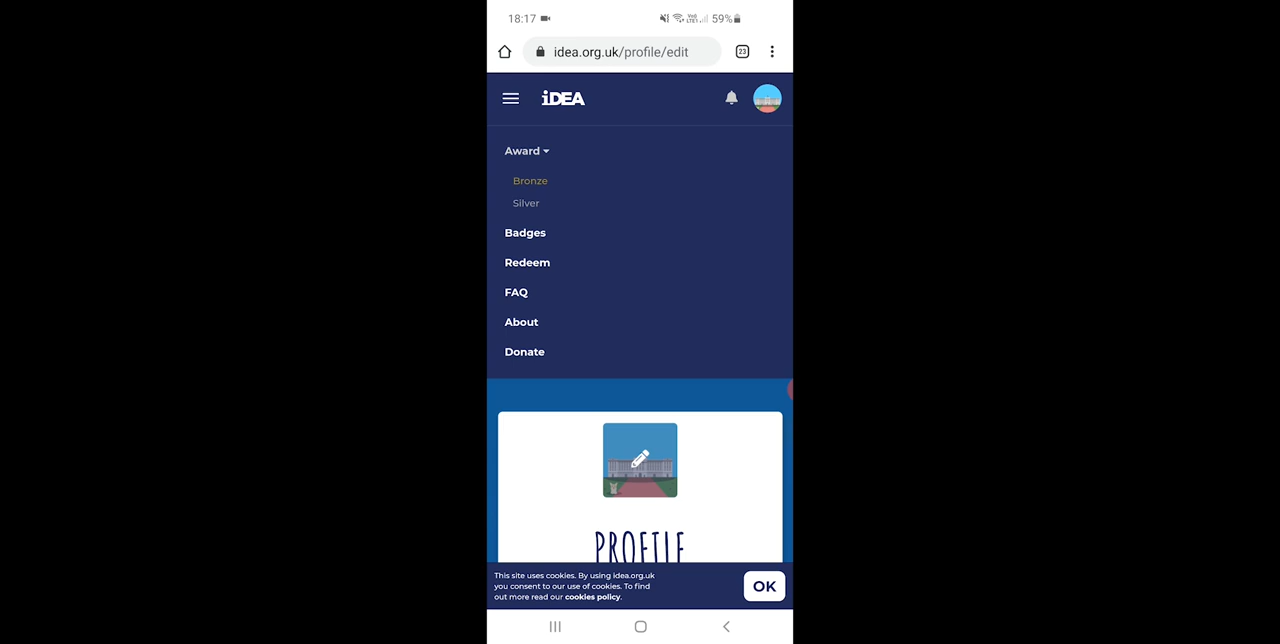 18:17
Vo)) LTE1 59%
idea.org.uk/profile/edit
23
iDEA
Award
Bronze
Silver
Badges
Redeem
FAQ
About
Donate
PROFILE
This site uses cookies. By using idea.org.uk
you consent to our use of cookies. To find
out more read our cookies policy.
OK